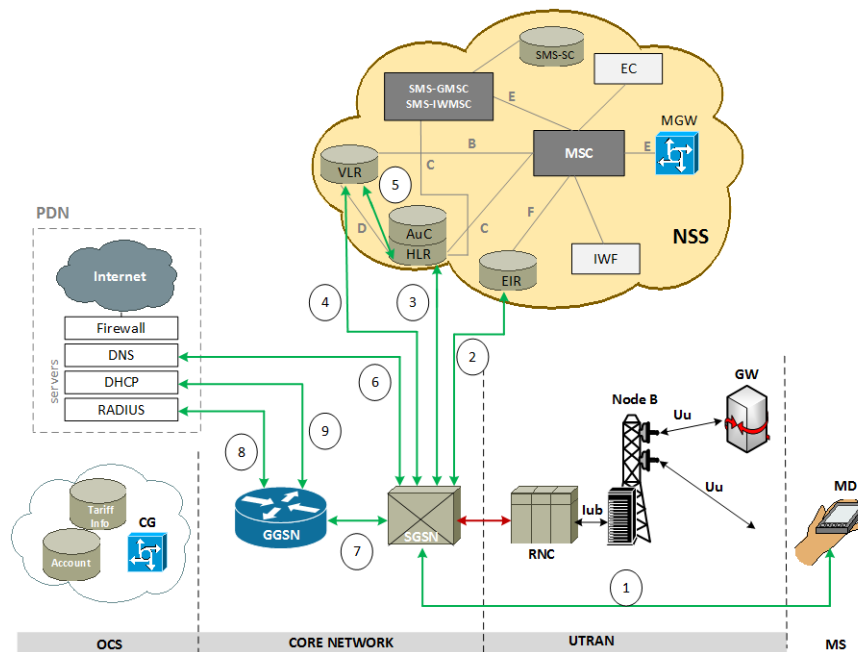 SMS-SC
EC
SMS-GMSC
SMS-IWMSC
E
MGW
B
MSC
E
VLR
C
5
PDN
D
AuC
HLR
C
F
NSS
Internet
EIR
IWF
4
3
Firewall
2
DNS
servers
DHCP
6
GW
Node B
Uu
RADIUS
9
8
Uu
MD
Tariff
Info
CG
Iub
Account
GGSN
7
SGSN
RNC
1
OCS
CORE NETWORK
UTRAN
MS